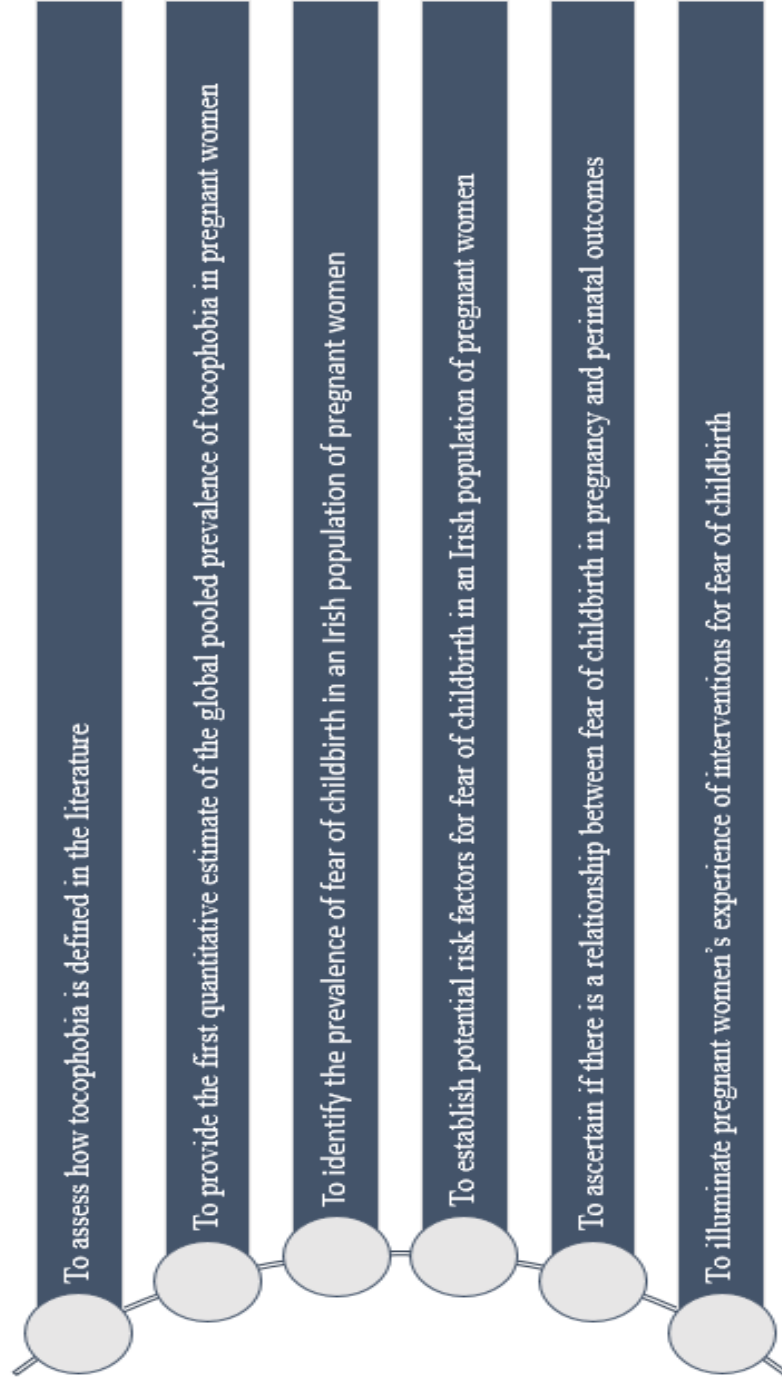 To assess how tocophobia is defined in the literature
To provide the first quantitative estimate of the global pooled prevalence of tocophobia in pregnant women
To identify the prevalence of fear of childbirth in an Irish population of pregnant women
To establish potential risk factors for fear of childbirth in an Irish population of pregnant women
To ascertain if there is a relationship between fear of childbirth in pregnancy and perinatal outcomes
To illuminate pregnant women’s experience of interventions for fear of childbirth